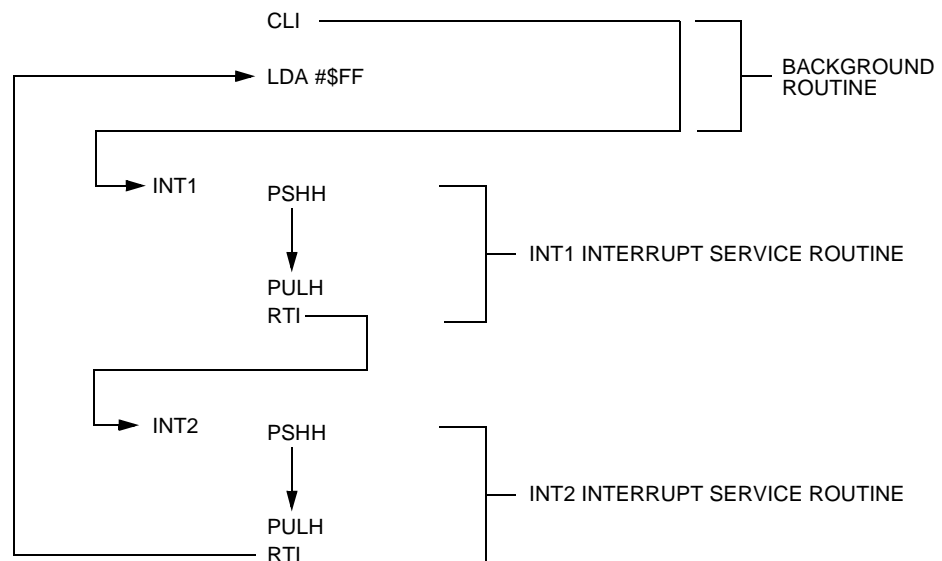 CLI
LDA #$FF
BACKGROUND
ROUTINE
INT1
PSHH
INT1 INTERRUPT SERVICE ROUTINE
PULH
RTI
INT2
PSHH
INT2 INTERRUPT SERVICE ROUTINE
PULH
RTI